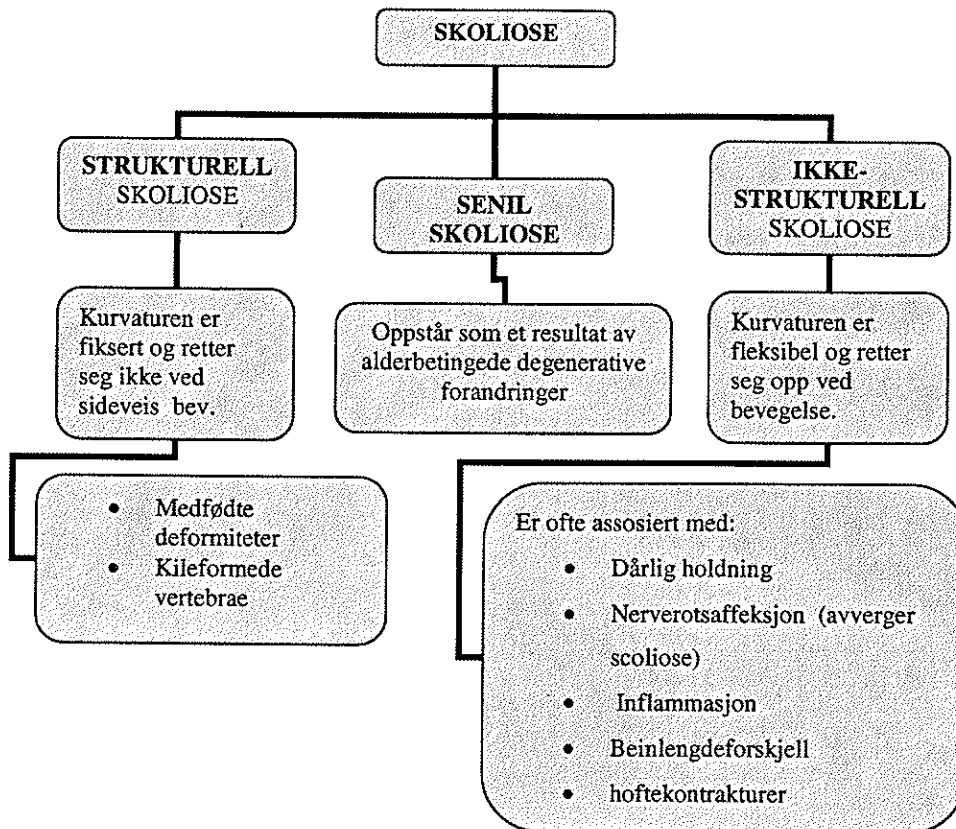 SKOLIOSE
STRUKTURELL
SKOLIOSE
Kurvaturen er
fiksert og retter
seg ikke ved
sideveis bev.
• Medfødte
deformiteter
• Kileformede
vertebrae
SENIL
SKOLIOSE
Oppstår som et resultat av
alderbetingede degenerative
forandringer
IKKE-
STRUKTURELL
SKOLIOSE
Kurvaturen er
fleksibel og retter
seg opp ved
bevegelse.
Er ofte assosiert med:
• Dårlig holdning
• Nerverotsaffeksjon (avverger
scoliose)
• Inflammasjon
• Beinlengdeforskjell
• hoftekontrakturer